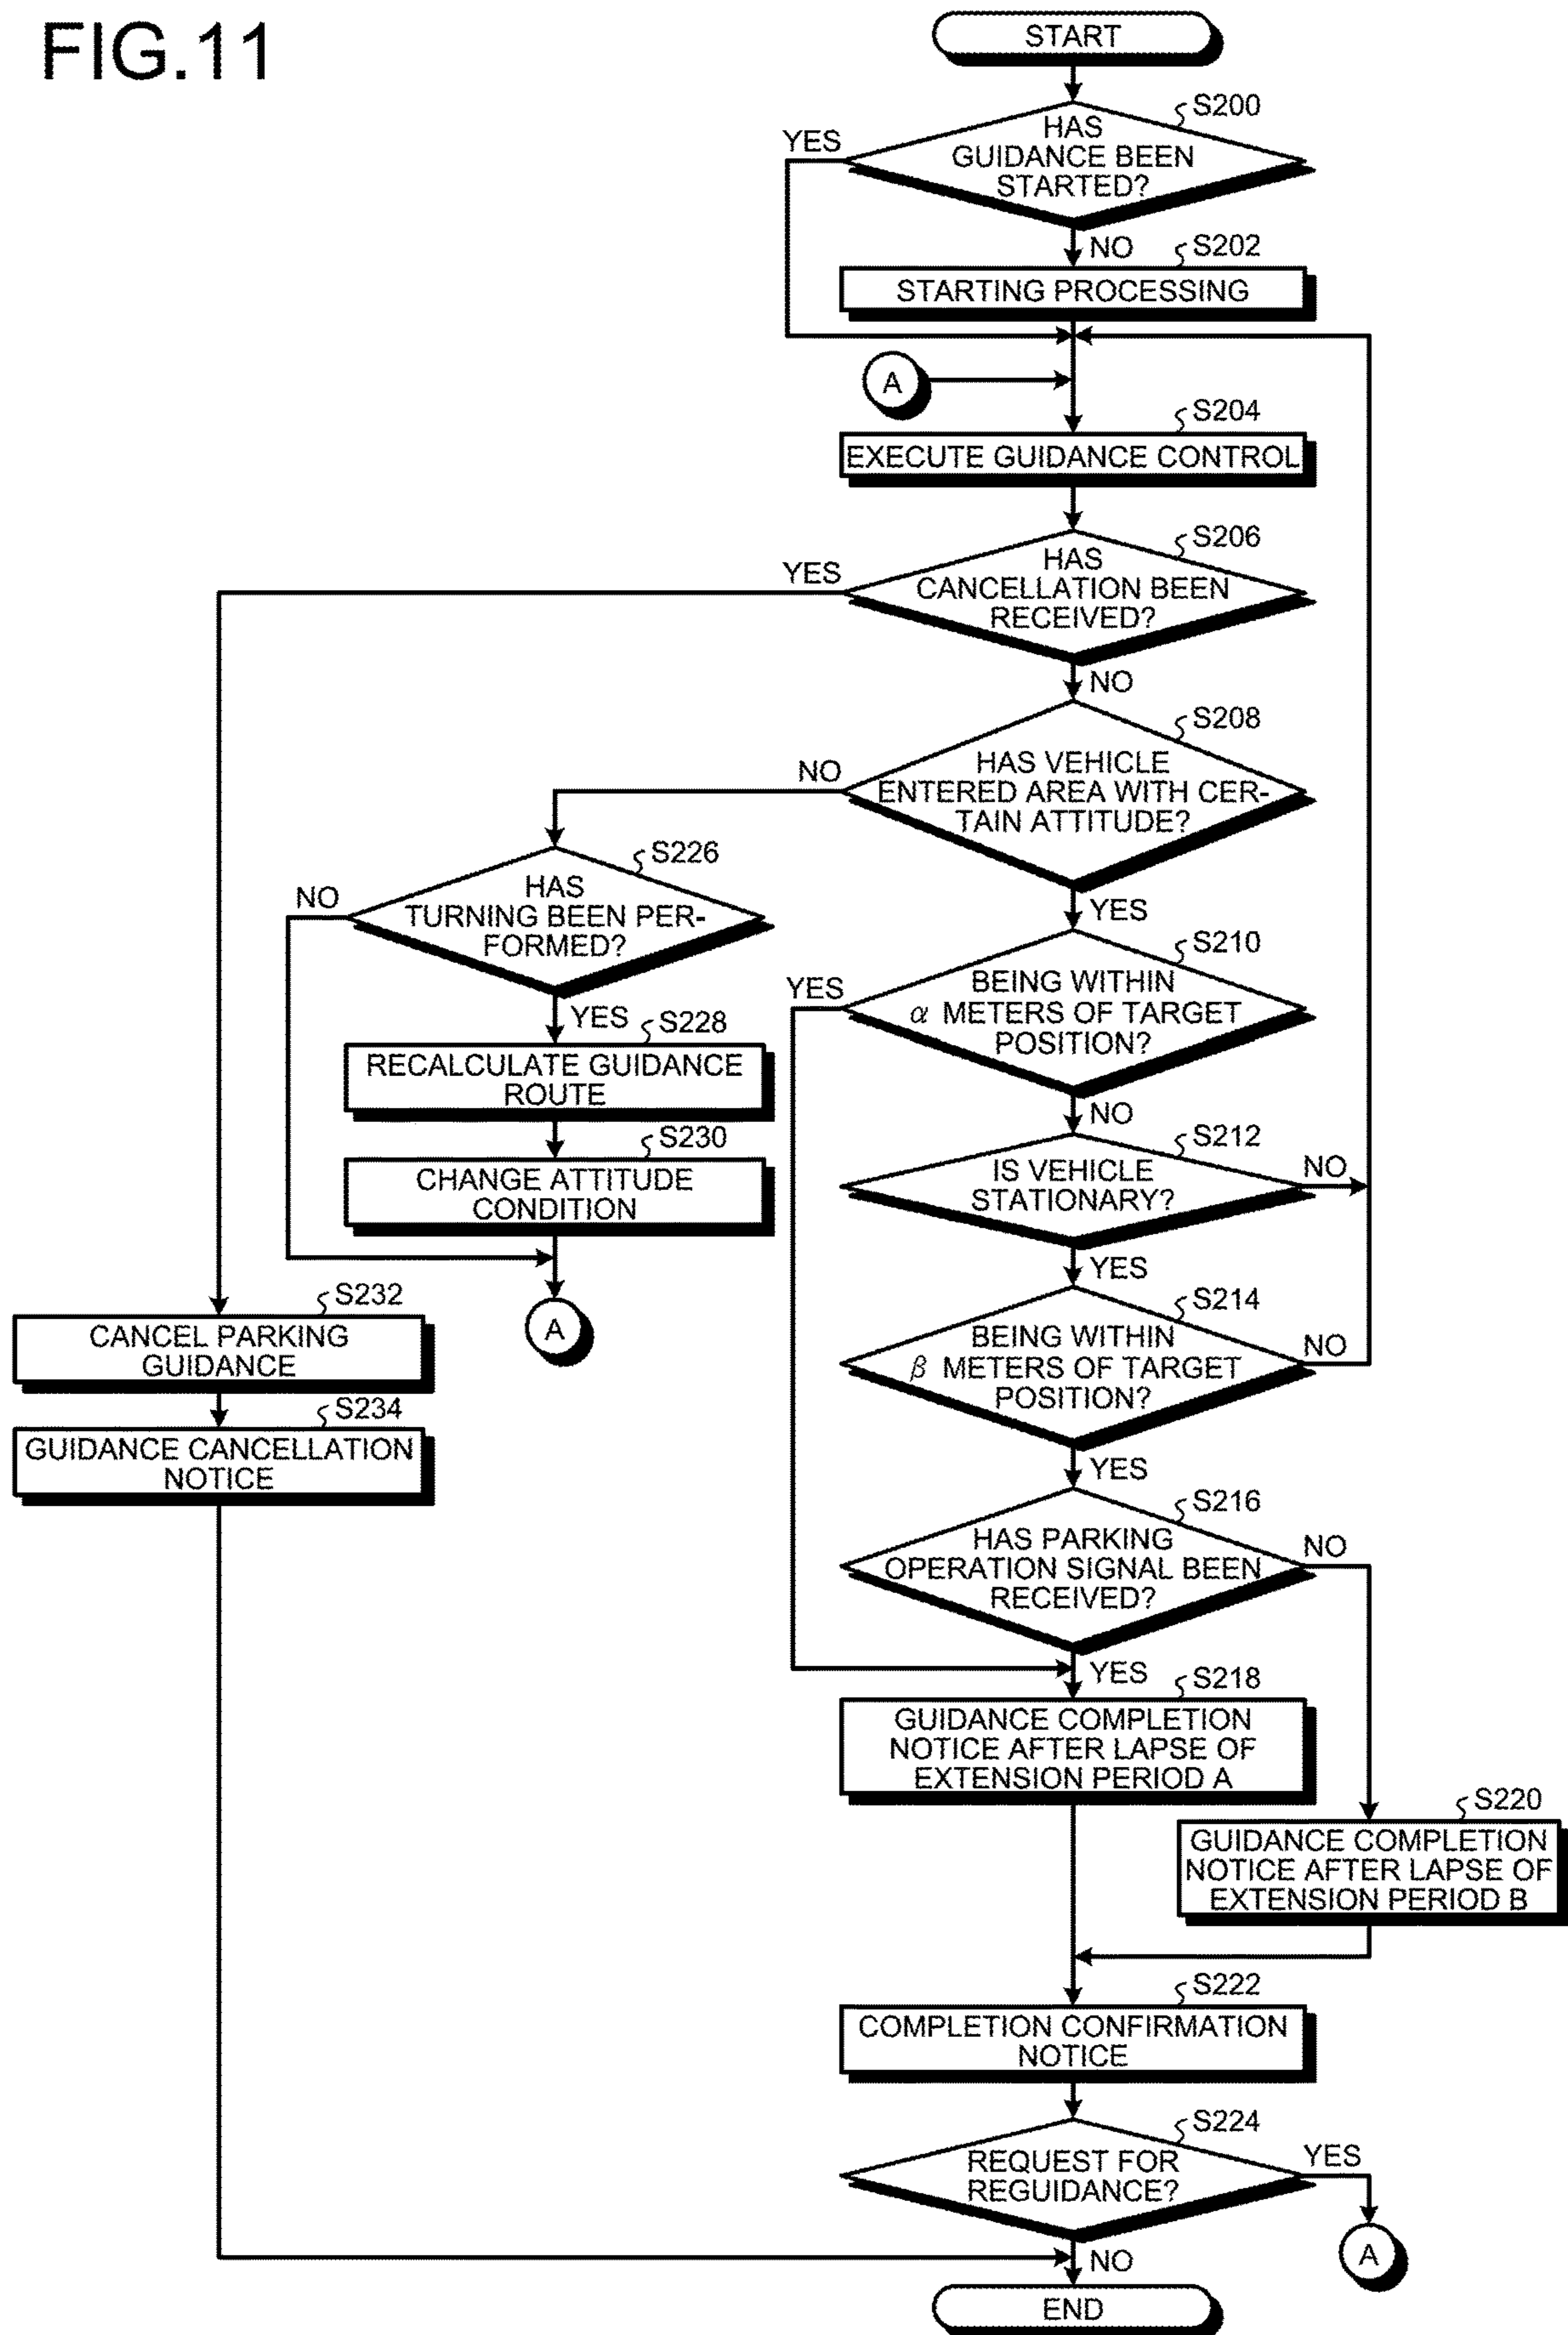 FIG.11
START
S200
HAS
GUIDANCE BEEN
STARTED?
YES
NO
S202
STARTING PROCESSING
A
S204
EXECUTE GUIDANCE CONTROL
S206
HAS
CANCELLATION BEEN
RECEIVED?
YES
NO
S208
HAS VEHICLE
ENTERED AREA WITH CER-
TAIN ATTITUDE?
NO
YES
S226
HAS
TURNING BEEN PER-
FORMED?
NO
YES
S228
RECALCULATE GUIDANCE
ROUTE
S230
CHANGE ATTITUDE
CONDITION
A
S210
BEING WITHIN
α METERS OF TARGET
POSITION?
YES
NO
S212
IS VEHICLE
STATIONARY?
NO
YES
S214
BEING WITHIN
β METERS OF TARGET
POSITION?
NO
YES
S232
CANCEL PARKING
GUIDANCE
S234
GUIDANCE CANCELLATION
NOTICE
S216
HAS PARKING
OPERATION SIGNAL BEEN
RECEIVED?
NO
YES
S218
GUIDANCE COMPLETION
NOTICE AFTER LAPSE OF
EXTENSION PERIOD A
S220
GUIDANCE COMPLETION
NOTICE AFTER LAPSE OF
EXTENSION PERIOD B
S222
COMPLETION CONFIRMATION
NOTICE
S224
REQUEST FOR
REGUIDANCE?
YES
A
NO
END